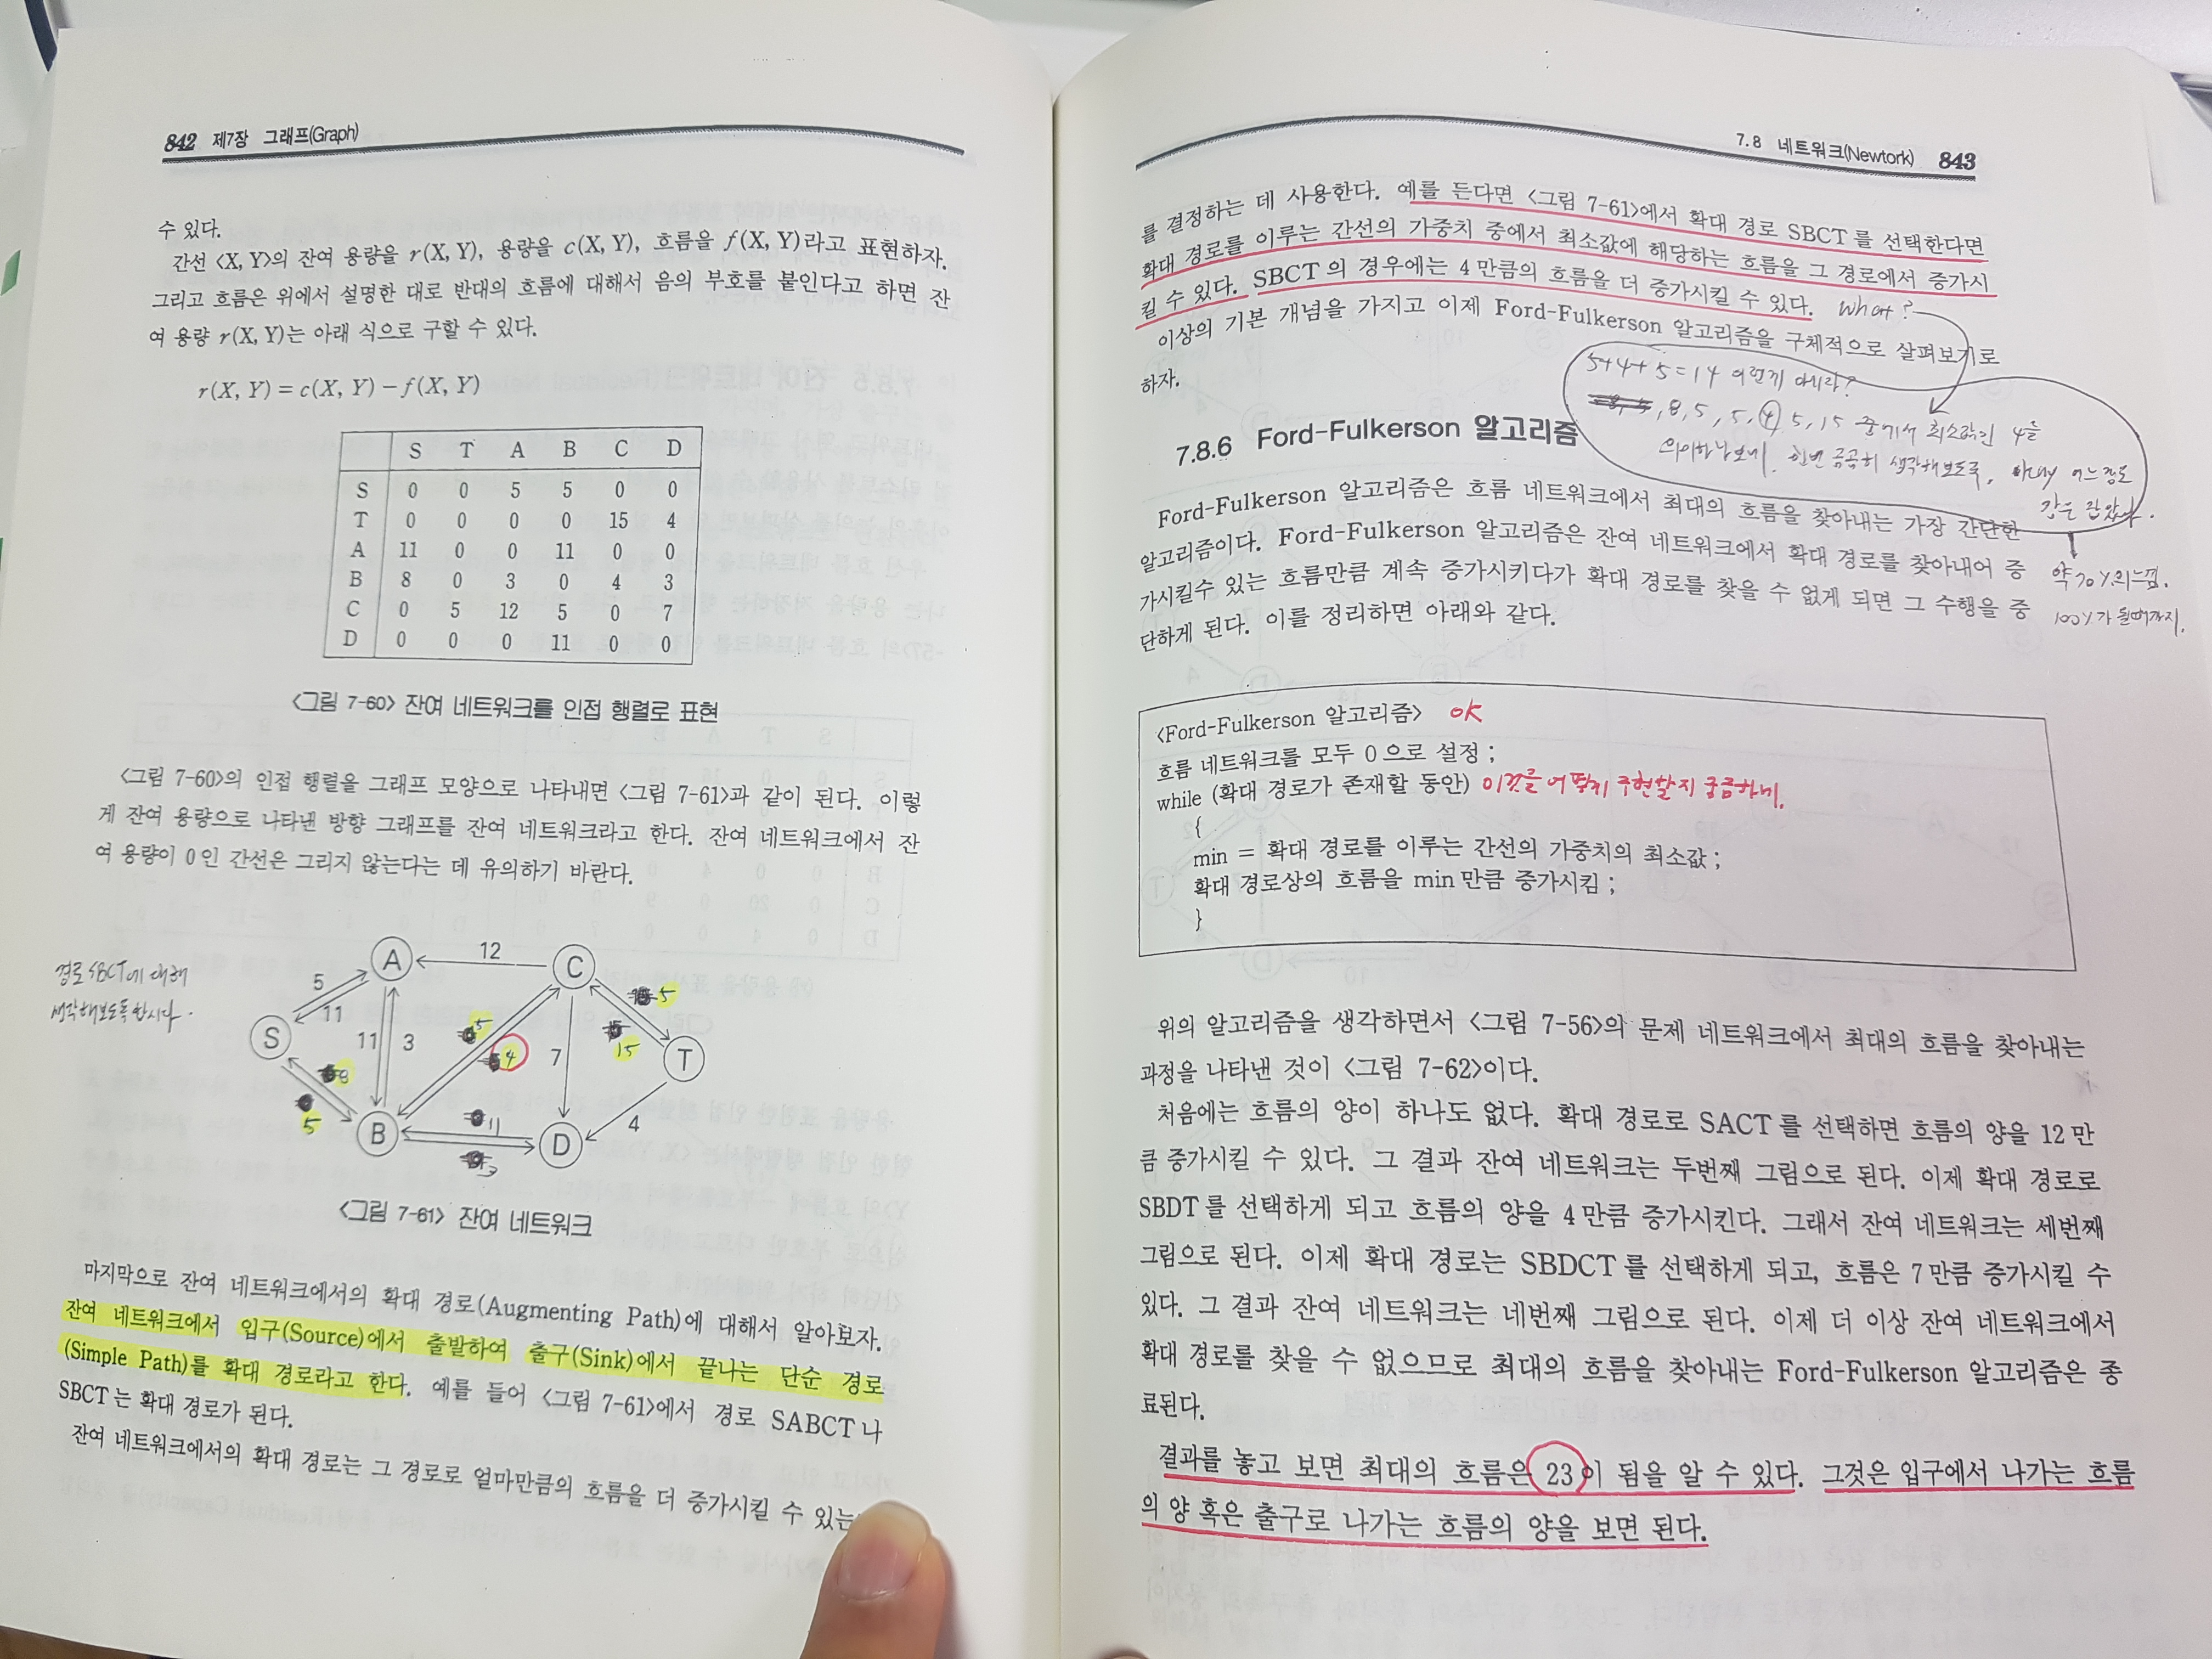 842 제7장 그래프(Graph)
수 있다.
간선 〈X, Y〉의 잔여 용량을 r(X, Y), 용량을 c(X, Y), 흐름을 f(X, Y)라고 표현하자.
그리고 흐름은 위에서 설명한 대로 반대의 흐름에 대해서 음의 부호를 붙인다고 하면 잔
여 용량 r(X, Y)는 아래 식으로 구할 수 있다.
r(X, Y) = c(X, Y) − f(X, Y)
S T A B C D
S 0 0 5 5 0 0
T 0 0 0 0 15 4
A 11 0 0 11 0 0
B 8 0 3 0 4 3
C 0 5 12 5 0 7
D 0 0 0 11 0 0
〈그림 7-60〉 잔여 네트워크를 인접 행렬로 표현
〈그림 7-60〉의 인접 행렬을 그래프 모양으로 나타내면 〈그림 7-61〉과 같이 된다. 이렇
게 잔여 용량으로 나타낸 방향 그래프를 잔여 네트워크라고 한다. 잔여 네트워크에서 잔
여 용량이 0인 간선은 그리지 않는다는 데 유의하기 바란다.
경로 SBCT에 대해
생각해보도록합시다.
A 12 C
5 11 5 5
S 11 3 4 7 15 T
8 5
B 11 3 D 4
〈그림 7-61〉 잔여 네트워크
마지막으로 잔여 네트워크에서의 확대 경로(Augmenting Path)에 대해서 알아보자.
잔여 네트워크에서 입구(Source)에서 출발하여 출구(Sink)에서 끝나는 단순 경로
(Simple Path)를 확대 경로라고 한다. 예를 들어 〈그림 7-61〉에서 경로 SABCT나
SBCT는 확대 경로가 된다.
잔여 네트워크에서의 확대 경로는 그 경로로 얼마만큼의 흐름을 더 증가시킬 수 있는
7.8 네트워크(Newtork) 843
를 결정하는 데 사용한다. 예를 든다면 〈그림 7-61〉에서 확대 경로 SBCT를 선택한다면
확대 경로를 이루는 간선의 가중치 중에서 최소값에 해당하는 흐름을 그 경로에서 증가시
킬 수 있다. SBCT의 경우에는 4만큼의 흐름을 더 증가시킬 수 있다. What?
이상의 기본 개념을 가지고 이제 Ford-Fulkerson 알고리즘을 구체적으로 살펴보기로
하자.
5+4+5=14 이런게 아니라?
8, 5, 5, 4, 5, 15 중에서 최소값인 4를
의미하나보네. 한번 곰곰히 생각해보도록. 어느정도
감은 잡았다.
약 70%의느낌.
100%가 될때까지.
7.8.6 Ford-Fulkerson 알고리즘
Ford-Fulkerson 알고리즘은 흐름 네트워크에서 최대의 흐름을 찾아내는 가장 간단한
알고리즘이다. Ford-Fulkerson 알고리즘은 잔여 네트워크에서 확대 경로를 찾아내어 증
가시킬수 있는 흐름만큼 계속 증가시키다가 확대 경로를 찾을 수 없게 되면 그 수행을 중
단하게 된다. 이를 정리하면 아래와 같다.
〈Ford-Fulkerson 알고리즘〉 OK
흐름 네트워크를 모두 0으로 설정 ;
while (확대 경로가 존재할 동안) 이것을 어떻게 구현할지 궁금하네.
{
min = 확대 경로를 이루는 간선의 가중치의 최소값 ;
확대 경로상의 흐름을 min만큼 증가시킴 ;
}
위의 알고리즘을 생각하면서 〈그림 7-56〉의 문제 네트워크에서 최대의 흐름을 찾아내는
과정을 나타낸 것이 〈그림 7-62〉이다.
처음에는 흐름의 양이 하나도 없다. 확대 경로로 SACT를 선택하면 흐름의 양을 12만
큼 증가시킬 수 있다. 그 결과 잔여 네트워크는 두번째 그림으로 된다. 이제 확대 경로로
SBDT를 선택하게 되고 흐름의 양을 4만큼 증가시킨다. 그래서 잔여 네트워크는 세번째
그림으로 된다. 이제 확대 경로는 SBDCT를 선택하게 되고, 흐름은 7만큼 증가시킬 수
있다. 그 결과 잔여 네트워크는 네번째 그림으로 된다. 이제 더 이상 잔여 네트워크에서
확대 경로를 찾을 수 없으므로 최대의 흐름을 찾아내는 Ford-Fulkerson 알고리즘은 종
료된다.
결과를 놓고 보면 최대의 흐름은 23이 됨을 알 수 있다. 그것은 입구에서 나가는 흐름
의 양 혹은 출구로 나가는 흐름의 양을 보면 된다.